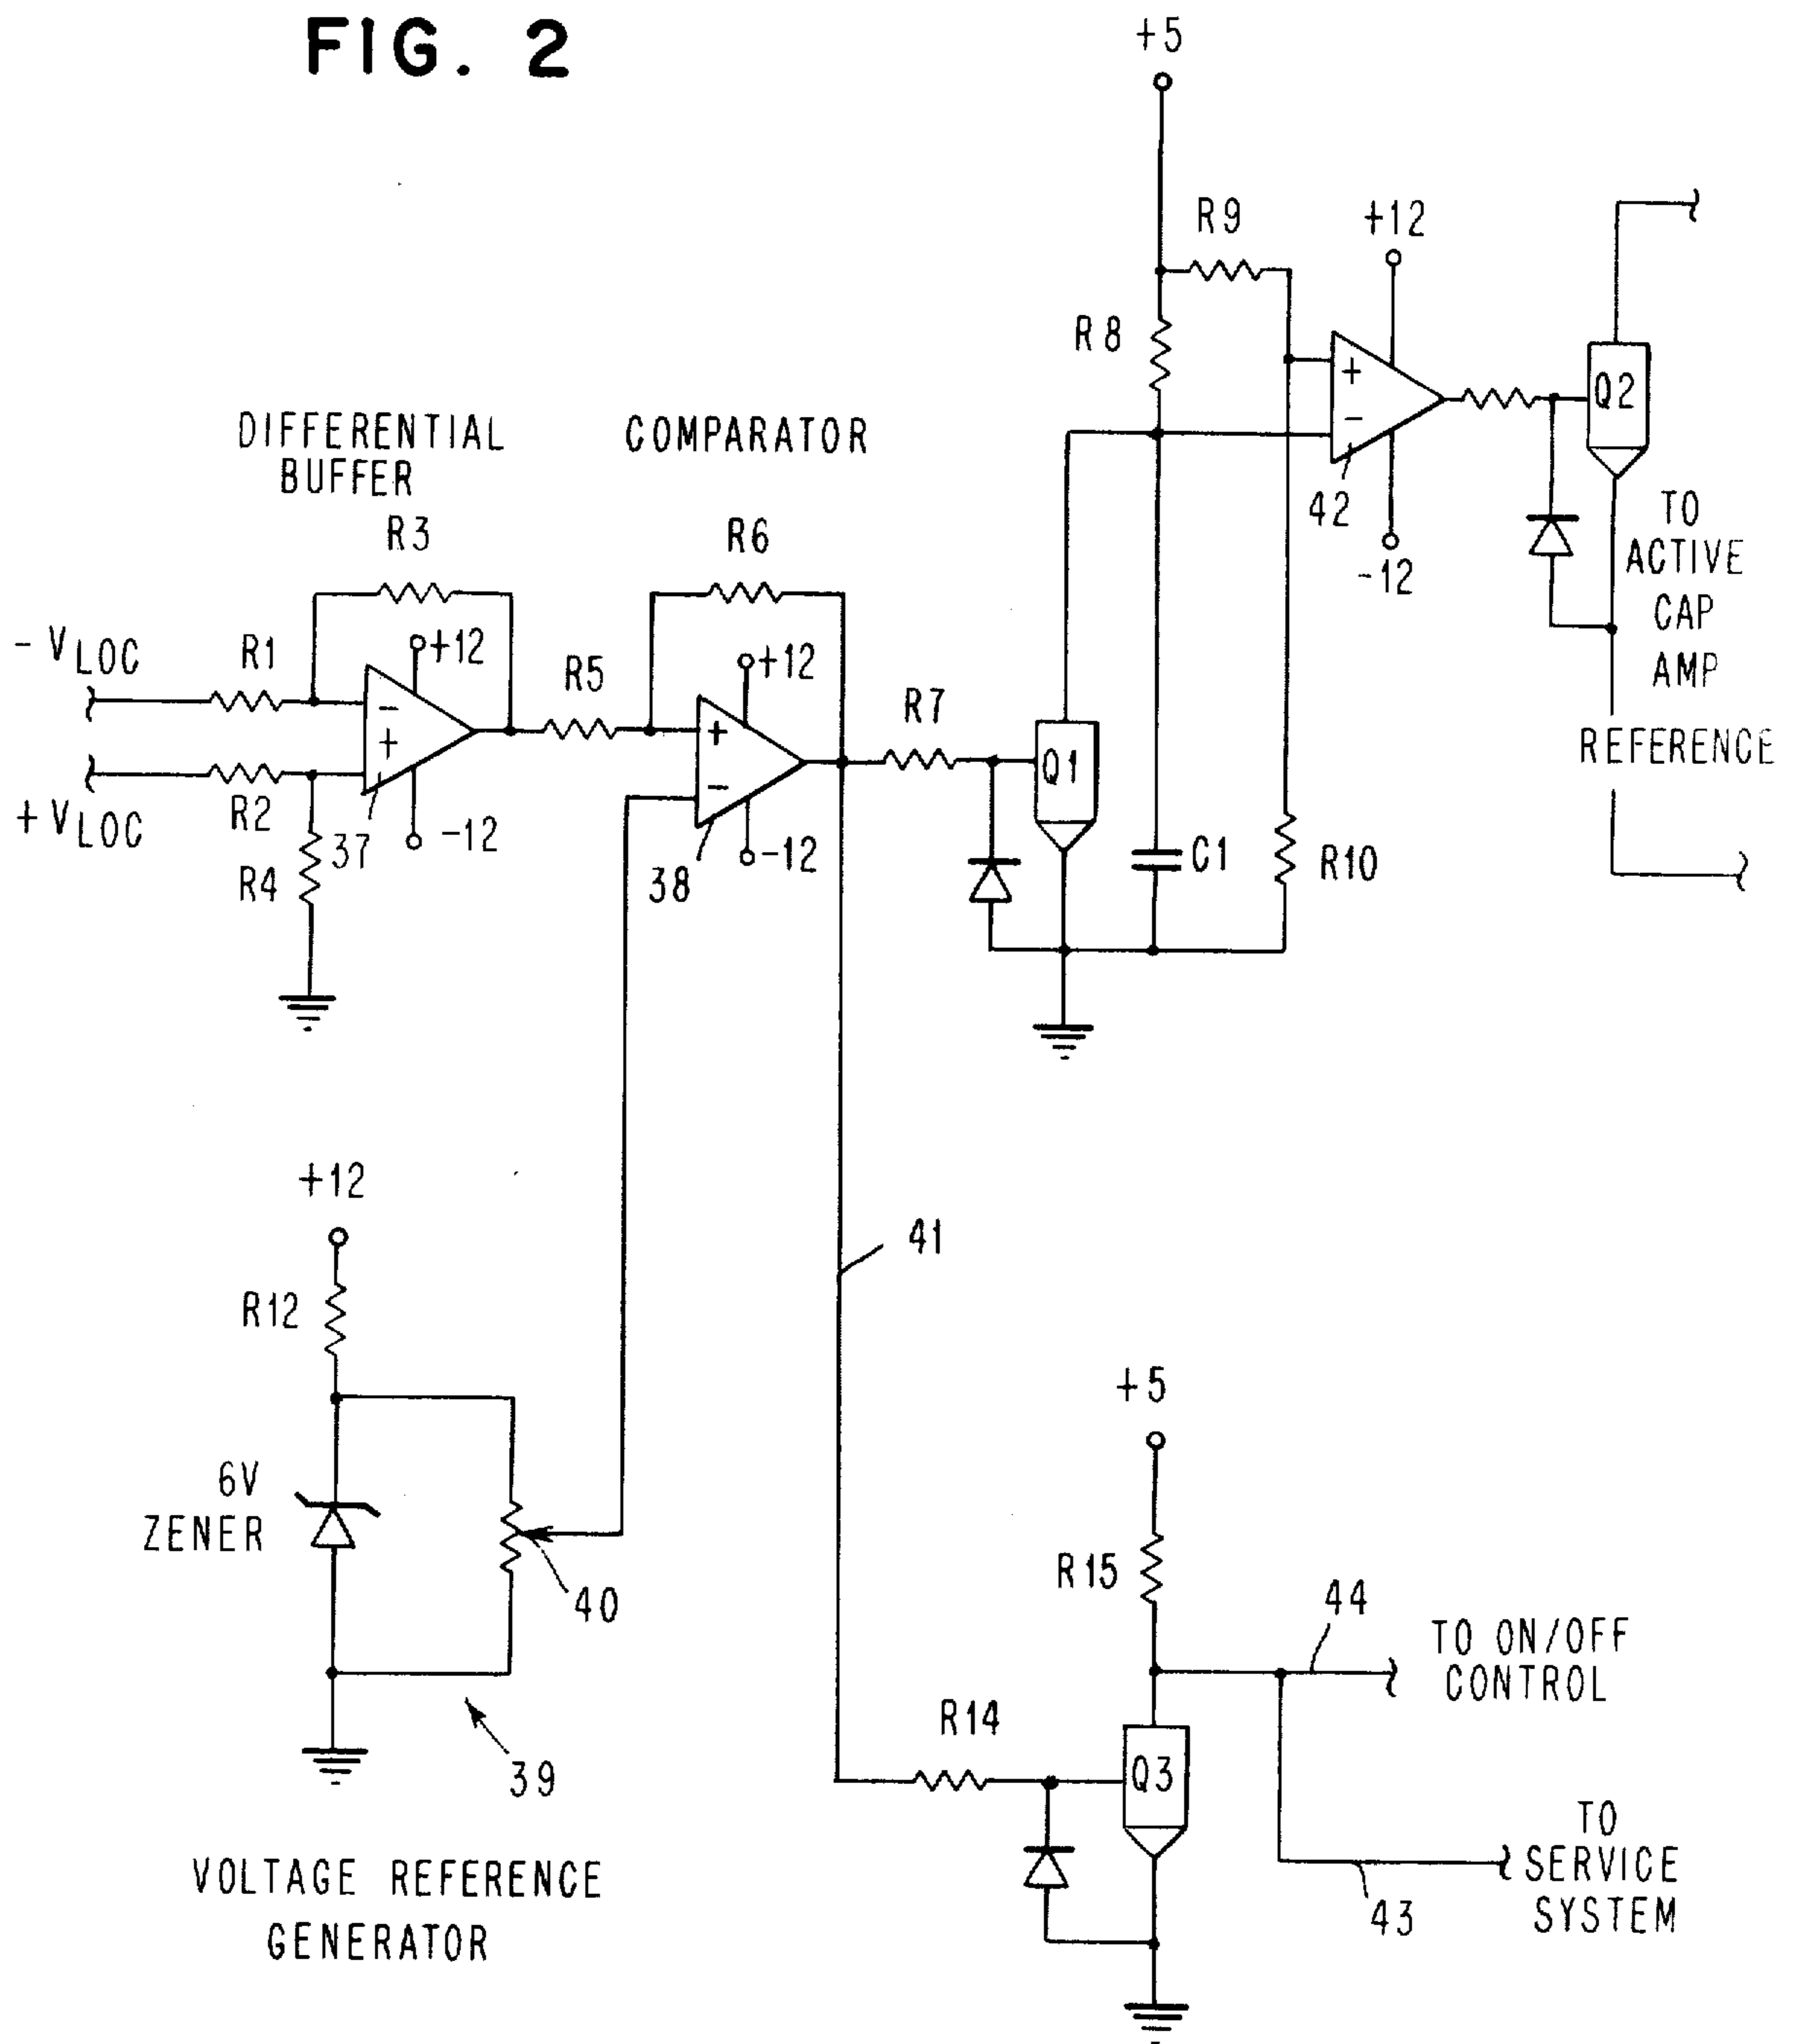 FIG. 2
+5
R9
+12
R8
Q2
+
-
42
-12
TO
ACTIVE
CAP
AMP
REFERENCE
DIFFERENTIAL
BUFFER
COMPARATOR
R3
R6
- VLOC
R1
+12
R5
+12
R7
-
+
+
-
Q1
+ VLOC
R2
37
-12
R4
38
-12
C1
R10
+12
41
R12
+5
6V
ZENER
40
R15
44
TO ON/OFF
CONTROL
R14
Q3
39
TO
SERVICE
SYSTEM
43
VOLTAGE REFERENCE
GENERATOR